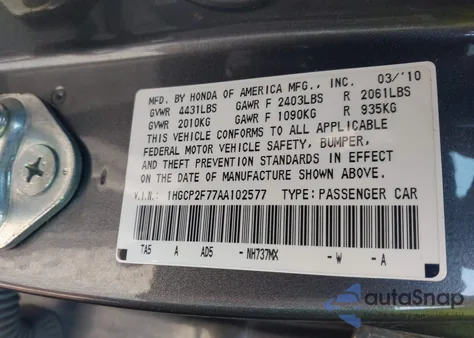 MFD. BY HONDA OF AMERICA MFG., INC. 03/'10
GVWR 4431LBS GAWR F 2403LBS R 2061LBS
GVWR 2010KG GAWR F 1090KG R 935KG
THIS VEHICLE CONFORMS TO ALL APPLICABLE
FEDERAL MOTOR VEHICLE SAFETY, BUMPER,
AND THEFT PREVENTION STANDARDS IN EFFECT
ON THE DATE OF MANUFACTURE SHOWN ABOVE.
V.I.N.: 1HGCP2F77AA102577 TYPE: PASSENGER CAR
TA5 A AD5 -NH737MX -W -A
autoSnap